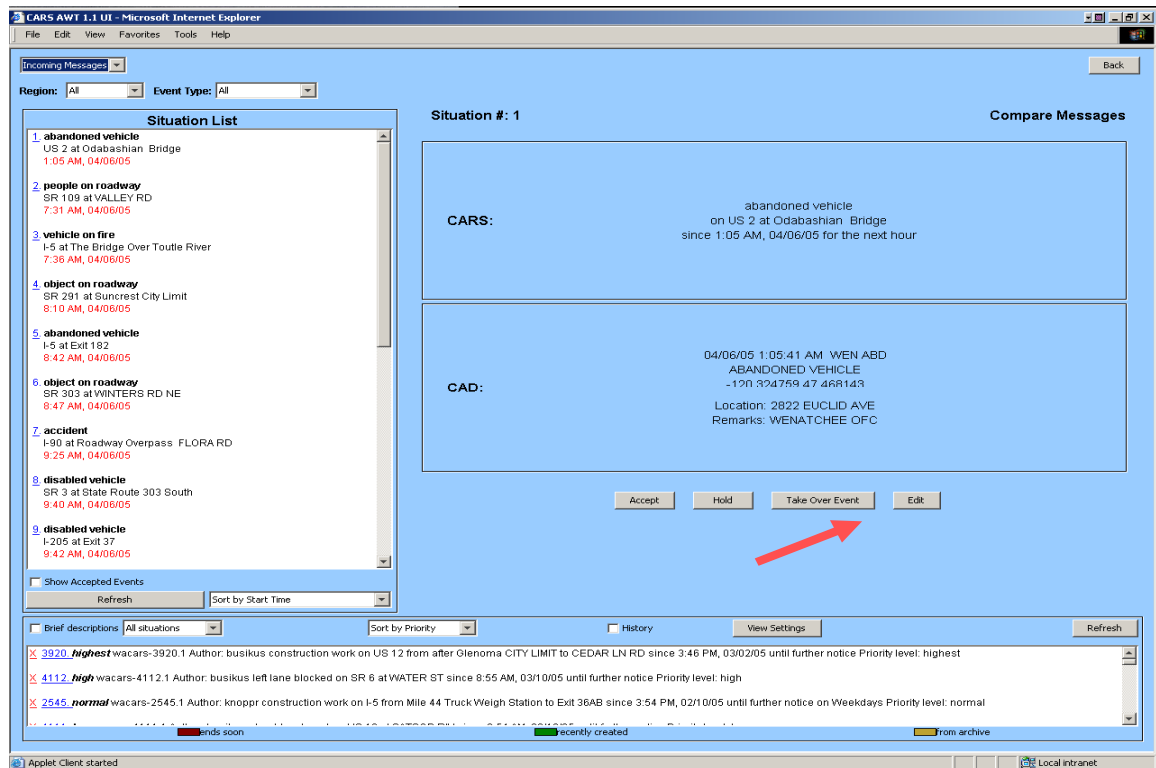 CARS AWT 1.1 UI - Microsoft Internet Explorer
File Edit View Favorites Tools Help
Incoming Messages
Back
Region: All Event Type: All
Situation List
1. abandoned vehicle
US 2 at Odabashian Bridge
1:05 AM, 04/06/05
2. people on roadway
SR 109 at VALLEY RD
7:31 AM, 04/06/05
3. vehicle on fire
I-5 at The Bridge Over Toutle River
7:36 AM, 04/06/05
4. object on roadway
SR 291 at Suncrest City Limit
8:10 AM, 04/06/05
5. abandoned vehicle
I-5 at Exit 182
8:42 AM, 04/06/05
6. object on roadway
SR 303 at WINTERS RD NE
8:47 AM, 04/06/05
7. accident
I-90 at Roadway Overpass FLORA RD
9:25 AM, 04/06/05
8. disabled vehicle
SR 3 at State Route 303 South
9:40 AM, 04/06/05
9. disabled vehicle
I-205 at Exit 37
9:42 AM, 04/06/05
Show Accepted Events
Refresh Sort by Start Time
Situation #: 1 Compare Messages
CARS:
abandoned vehicle
on US 2 at Odabashian Bridge
since 1:05 AM, 04/06/05 for the next hour
CAD:
04/06/05 1:05:41 AM WEN ABD
ABANDONED VEHICLE
-120.324759 47.468143
Location: 2822 EUCLID AVE
Remarks: WENATCHEE OFC
Accept Hold Take Over Event Edit
Brief descriptions All situations Sort by Priority History View Settings Refresh
X 3920. highest wacars-3920.1 Author: busikus construction work on US 12 from after Glenoma CITY LIMIT to CEDAR LN RD since 3:46 PM, 03/02/05 until further notice Priority level: highest
X 4112. high wacars-4112.1 Author: busikus left lane blocked on SR 6 at WATER ST since 8:55 AM, 03/10/05 until further notice Priority level: high
X 2545. normal wacars-2545.1 Author: knoppr construction work on I-5 from Mile 44 Truck Weigh Station to Exit 36AB since 3:54 PM, 02/10/05 until further notice on Weekdays Priority level: normal
ends soon recently created from archive
Applet Client started Local intranet